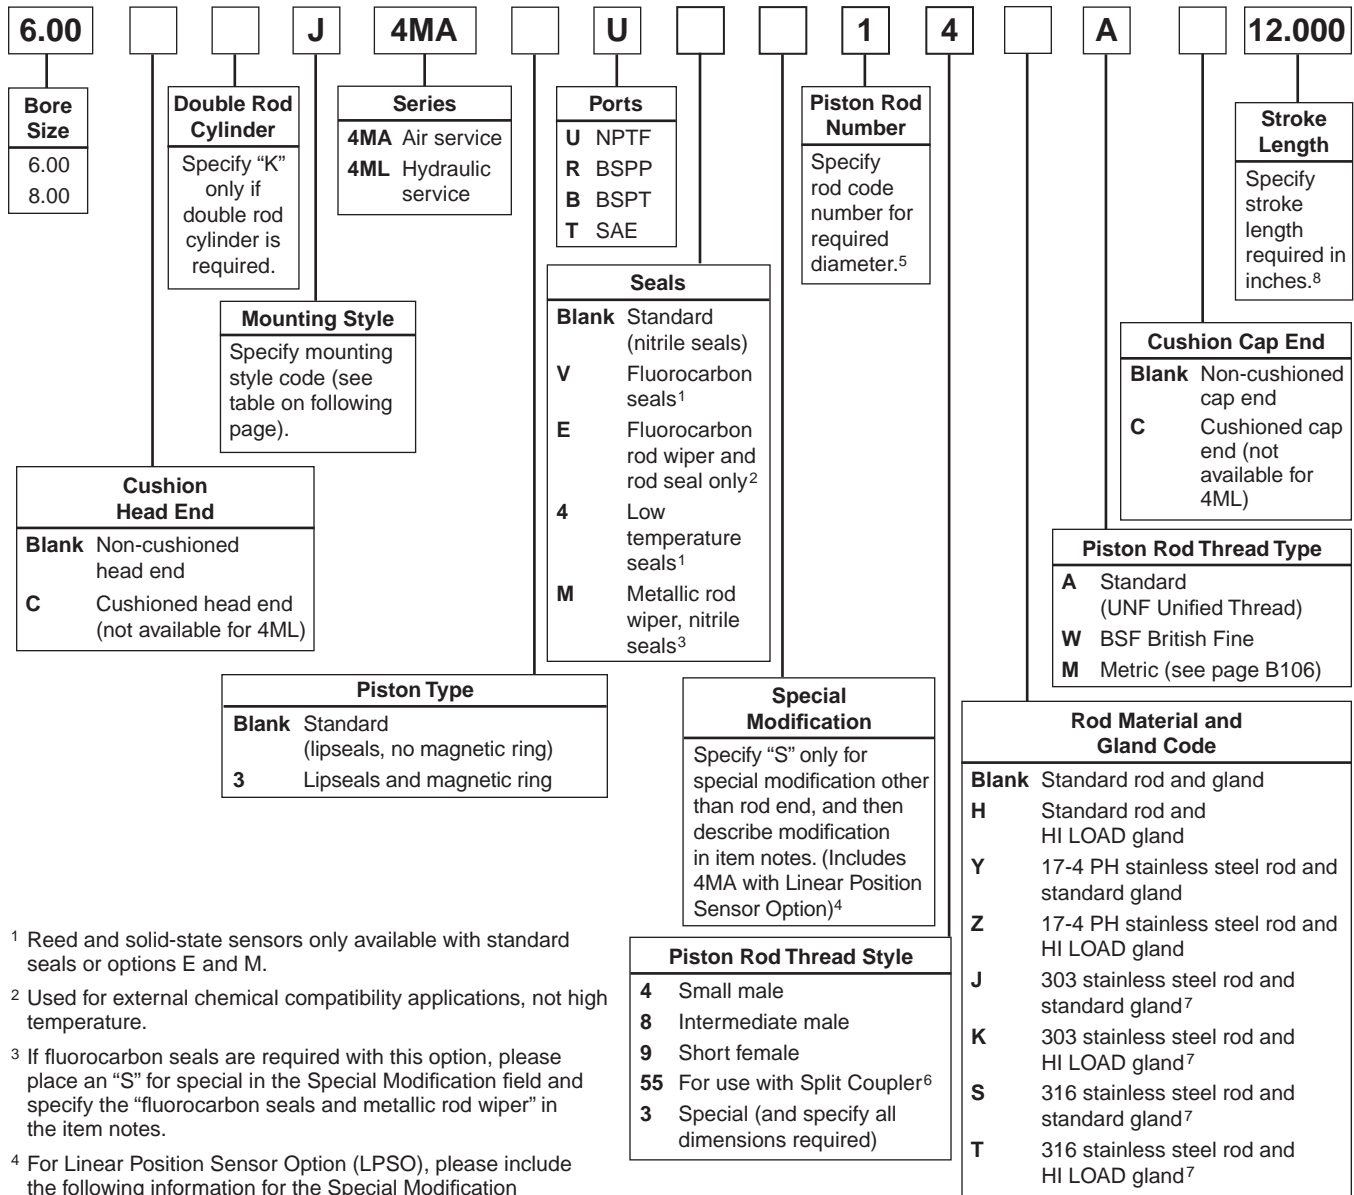 6.00 J 4MA U 1 4 A 12.000
Bore
Size
6.00
8.00
Double Rod
Cylinder
Specify “K”
only if
double rod
cylinder is
required.
Series
4MA Air service
4ML Hydraulic
service
Ports
U NPTF
R BSPP
B BSPT
T SAE
Piston Rod
Number
Specify
rod code
number for
required
diameter.5
Stroke
Length
Specify
stroke
length
required in
inches.8
Mounting Style
Specify mounting
style code (see
table on following
page).
Seals
Blank Standard
(nitrile seals)
V Fluorocarbon
seals1
E Fluorocarbon
rod wiper and
rod seal only2
4 Low
temperature
seals1
M Metallic rod
wiper, nitrile
seals3
Cushion Cap End
Blank Non-cushioned
cap end
C Cushioned cap
end (not
available for
4ML)
Cushion
Head End
Blank Non-cushioned
head end
C Cushioned head end
(not available for 4ML)
Piston Rod Thread Type
A Standard
(UNF Unified Thread)
W BSF British Fine
M Metric (see page B106)
Piston Type
Blank Standard
(lipseals, no magnetic ring)
3 Lipseals and magnetic ring
Special
Modification
Specify “S” only for
special modification other
than rod end, and then
describe modification
in item notes. (Includes
4MA with Linear Position
Sensor Option)4
Rod Material and
Gland Code
Blank Standard rod and gland
H Standard rod and
HI LOAD gland
Y 17-4 PH stainless steel rod and
standard gland
Z 17-4 PH stainless steel rod and
HI LOAD gland
J 303 stainless steel rod and
standard gland7
K 303 stainless steel rod and
HI LOAD gland7
S 316 stainless steel rod and
standard gland7
T 316 stainless steel rod and
HI LOAD gland7
Piston Rod Thread Style
4 Small male
8 Intermediate male
9 Short female
55 For use with Split Coupler6
3 Special (and specify all
dimensions required)
1 Reed and solid-state sensors only available with standard
seals or options E and M.
2 Used for external chemical compatibility applications, not high
temperature.
3 If fluorocarbon seals are required with this option, please
place an “S” for special in the Special Modification field and
specify the “fluorocarbon seals and metallic rod wiper” in
the item notes.
4 For Linear Position Sensor Option (LPSO), please include
the following information for the Special Modification